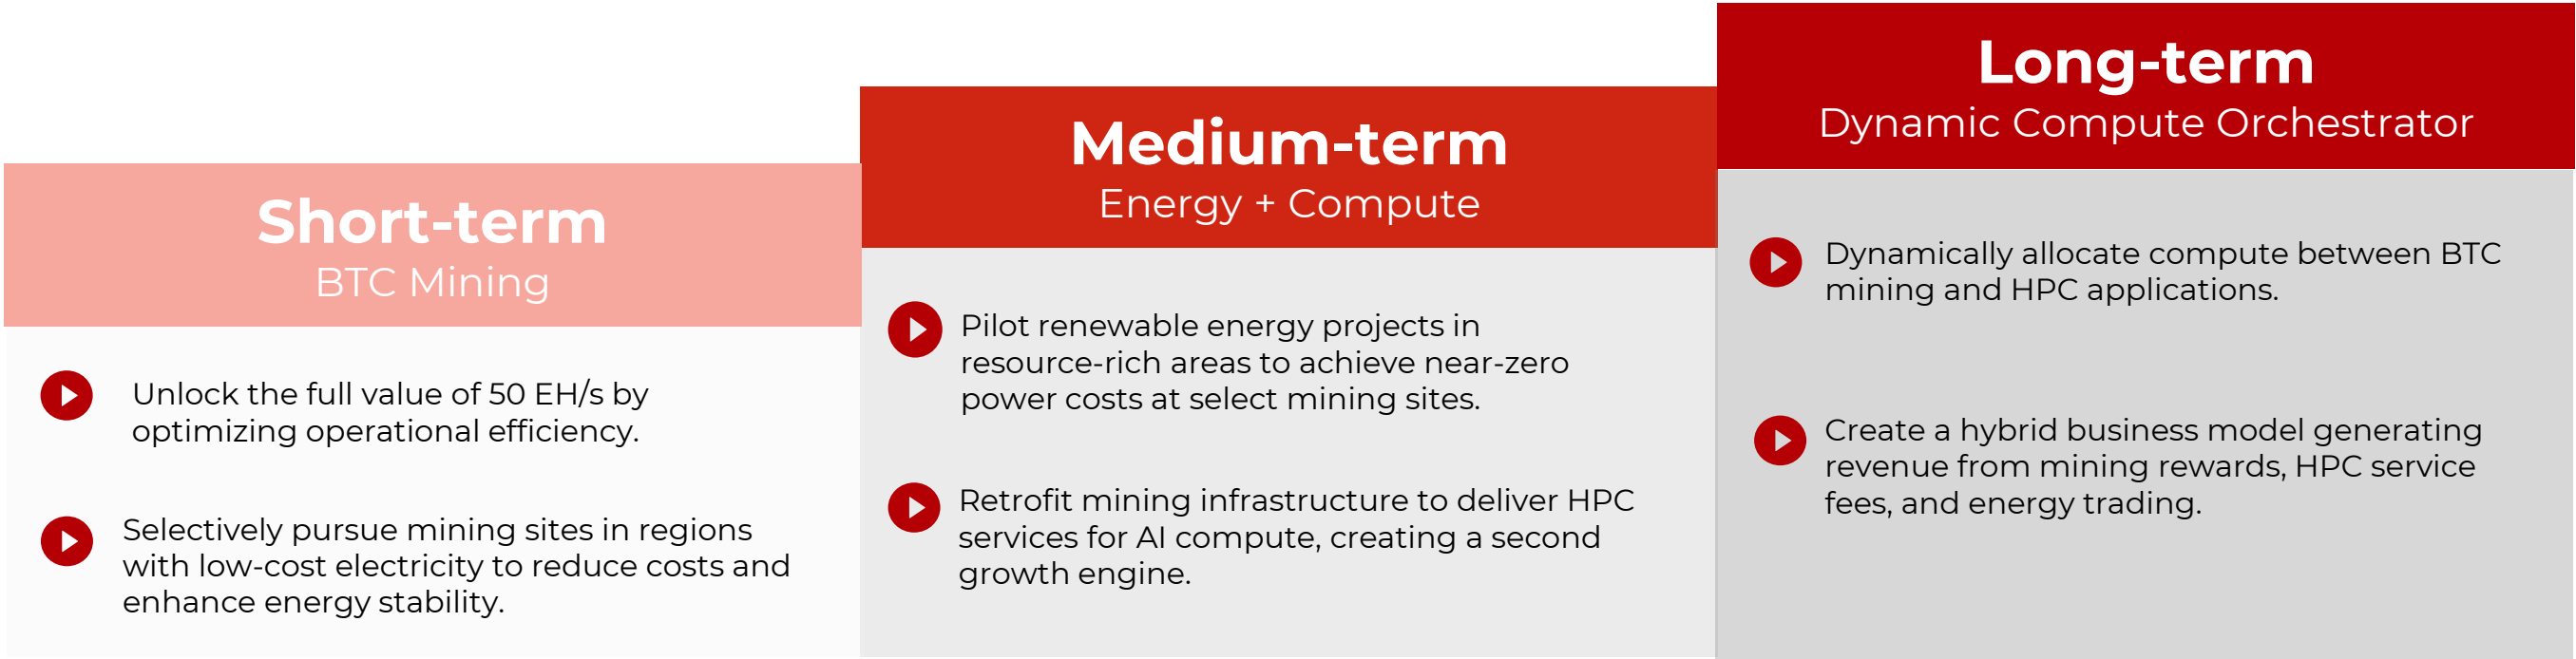 Short-term
BTC Mining
Unlock the full value of 50 EH/s by
optimizing operational efficiency.
Selectively pursue mining sites in regions
with low-cost electricity to reduce costs and
enhance energy stability.
Medium-term
Energy + Compute
Pilot renewable energy projects in
resource-rich areas to achieve near-zero
power costs at select mining sites.
Retrofit mining infrastructure to deliver HPC
services for AI compute, creating a second
growth engine.
Long-term
Dynamic Compute Orchestrator
Dynamically allocate compute between BTC
mining and HPC applications.
Create a hybrid business model generating
revenue from mining rewards, HPC service
fees, and energy trading.